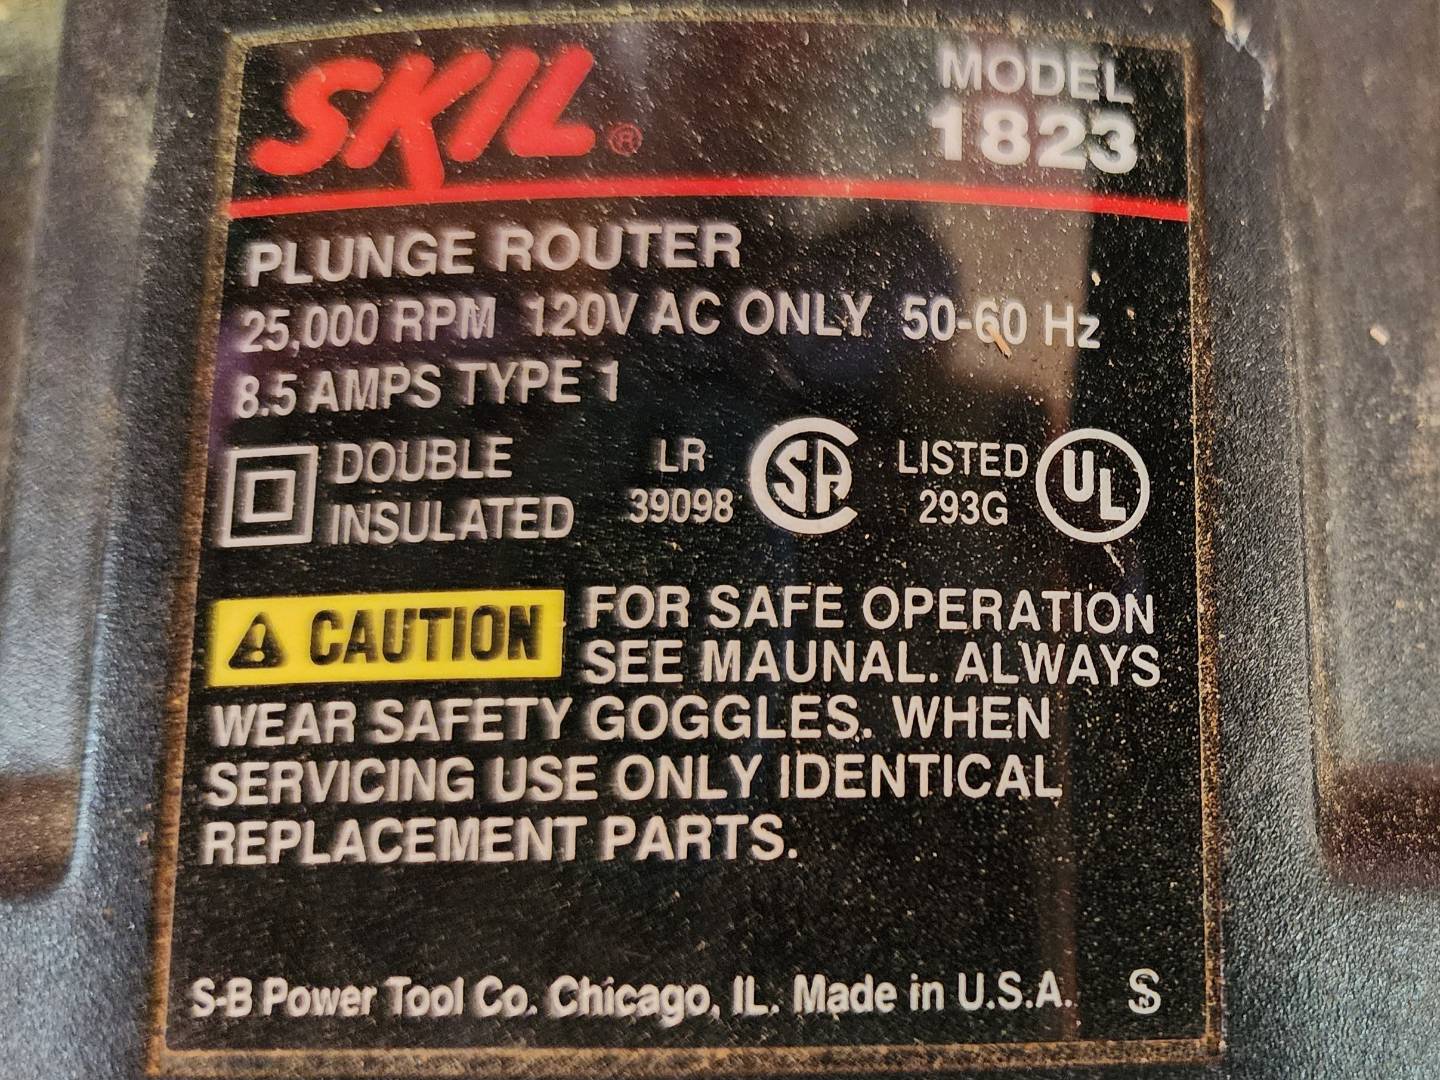 SKIL®
MODEL
1823
PLUNGE ROUTER
25,000 RPM 120V AC ONLY 50-60 Hz
8.5 AMPS TYPE 1
DOUBLE
INSULATED
LR
39098
SA
LISTED
293G
UL
CAUTION FOR SAFE OPERATION
SEE MAUNAL. ALWAYS
WEAR SAFETY GOGGLES. WHEN
SERVICING USE ONLY IDENTICAL
REPLACEMENT PARTS.
S-B Power Tool Co. Chicago, IL. Made in U.S.A. S